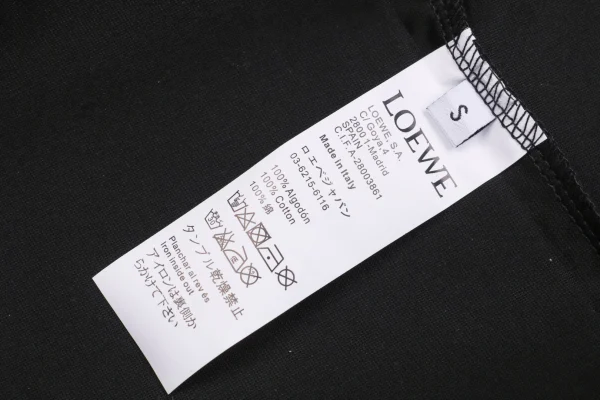 S
LOEWE
LOEWE, S.A.
C/ Goya, 4
28001-Madrid
SPAIN
C.I.F. A-28003861
Made in Italy
ロエベジャパン
03-6215-6116
100% Algodón
100% Cotton
100% 綿
タンブル乾燥禁止
Planchar al revés
Iron inside out
アイロンは裏側か
らかけて下さい